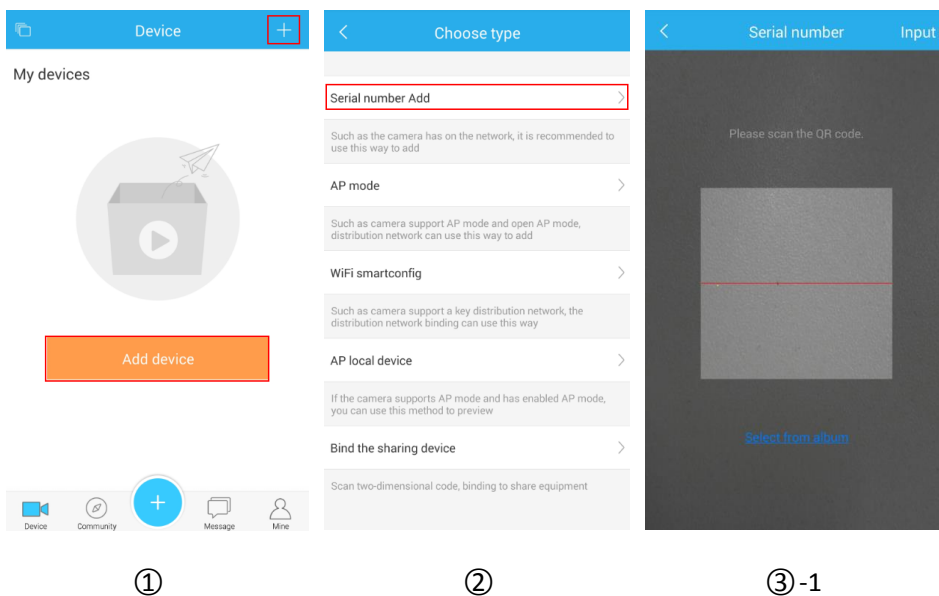 Device
My devices
Add device
Device
Community
Message
Mine
①
Choose type
Serial number Add
Such as the camera has on the network, it is recommended to
use this way to add
AP mode
Such as camera support AP mode and open AP mode,
distribution network can use this way to add
WiFi smartconfig
Such as camera support a key distribution network, the
distribution network binding can use this way
AP local device
If the camera supports AP mode and has enabled AP mode,
you can use this method to preview
Bind the sharing device
Scan two-dimensional code, binding to share equipment
②
Serial number Input
Please scan the QR code.
Select from album
③-1